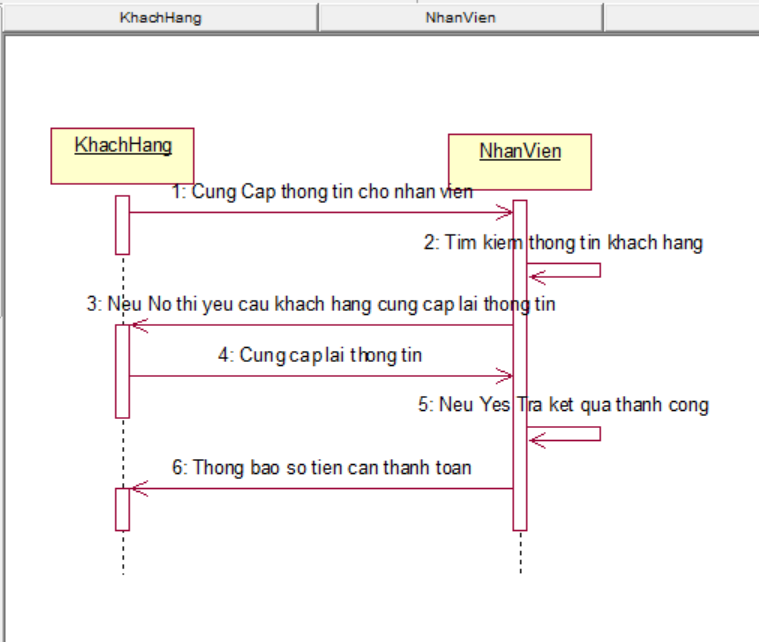 KhachHang
NhanVien
KhachHang
NhanVien
1: Cung Cap thong tin cho nhan vien
2: Tim kiem thong tin khach hang
3: Neu No thi yeu cau khach hang cung cap lai thong tin
4: Cung cap lai thong tin
5: Neu Yes Tra ket qua thanh cong
6: Thong bao so tien can thanh toan